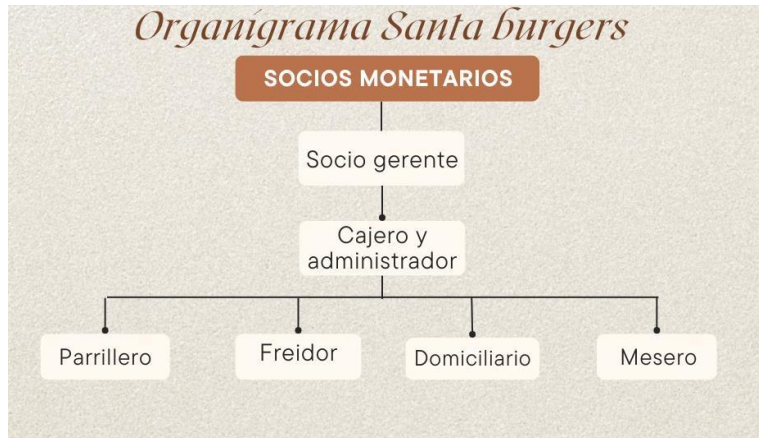 Organigrama Santa burgers
SOCIOS MONETARIOS
Socio gerente
Cajero y
administrador
Parrillero
Freidor
Domiciliario
Mesero